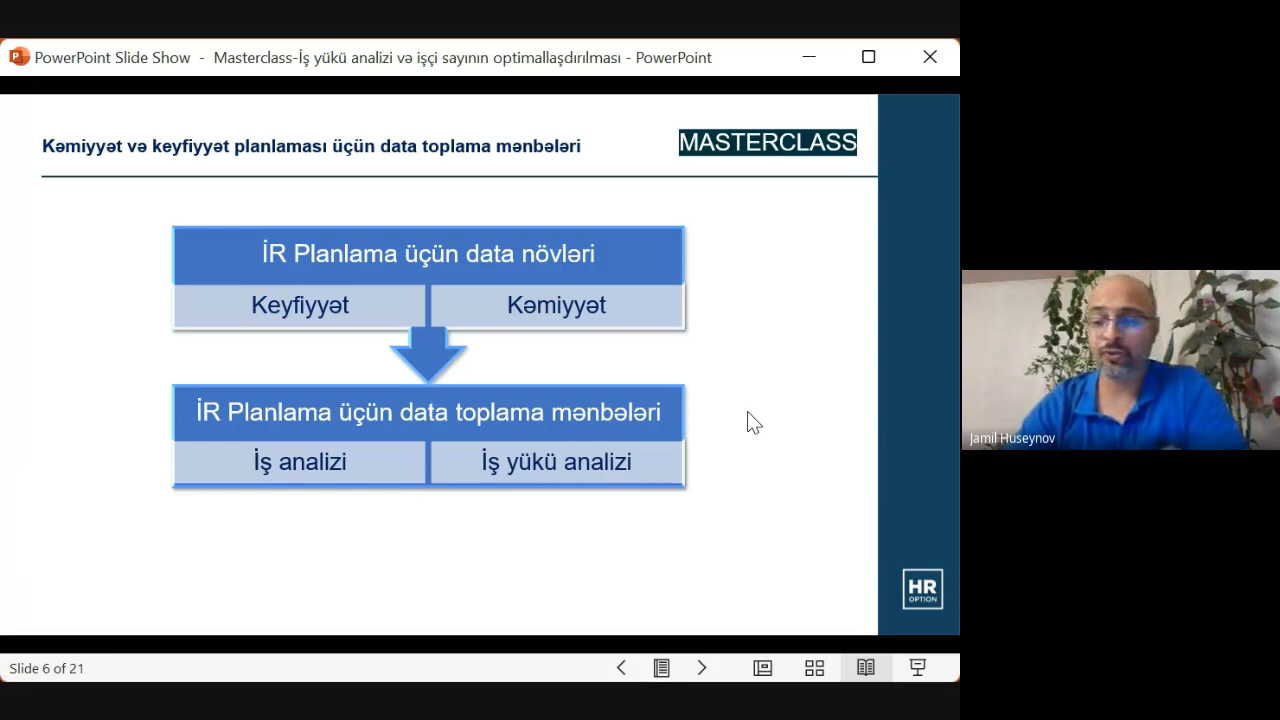 PowerPoint Slide Show - Masterclass-İş yükü analizi və işçi sayının optimallaşdırılması - PowerPoint
Kəmiyyət və keyfiyyət planlaması üçün data toplama mənbələri
MASTERCLASS
İR Planlama üçün data növləri
Keyfiyyət
Kəmiyyət
İR Planlama üçün data toplama mənbələri
İş analizi
İş yükü analizi
Jamil Huseynov
HR
OPTION
Slide 6 of 21